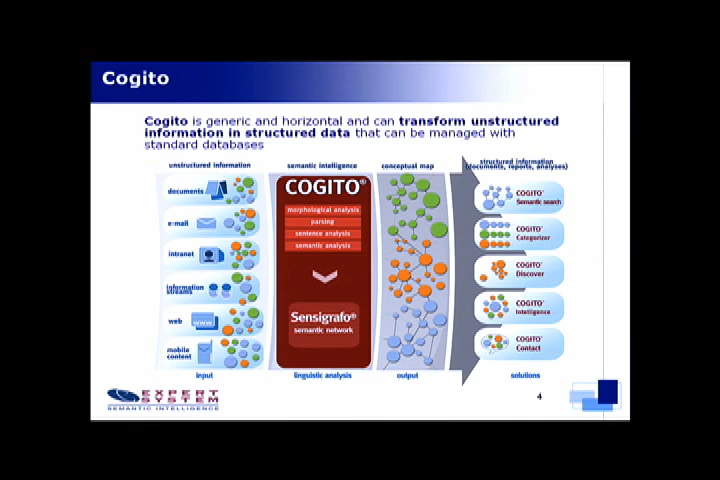 Cogito
Cogito is generic and horizontal and can transform unstructured
information in structured data that can be managed with
standard databases
unstructured information
semantic intelligence
conceptual map
structured information
(documents, reports, analyses)
documents
e-mail
intranet
information
streams
web
www
mobile
content
input
COGITO®
morphological analysis
parsing
sentence analysis
semantic analysis
Sensigrafo®
semantic network
linguistic analysis
output
COGITO®
Semantic search
COGITO®
Categorizer
COGITO®
Discover
COGITO®
Intelligence
COGITO®
Contact
solutions
EXPERT
SYSTEM
SEMANTIC INTELLIGENCE
4